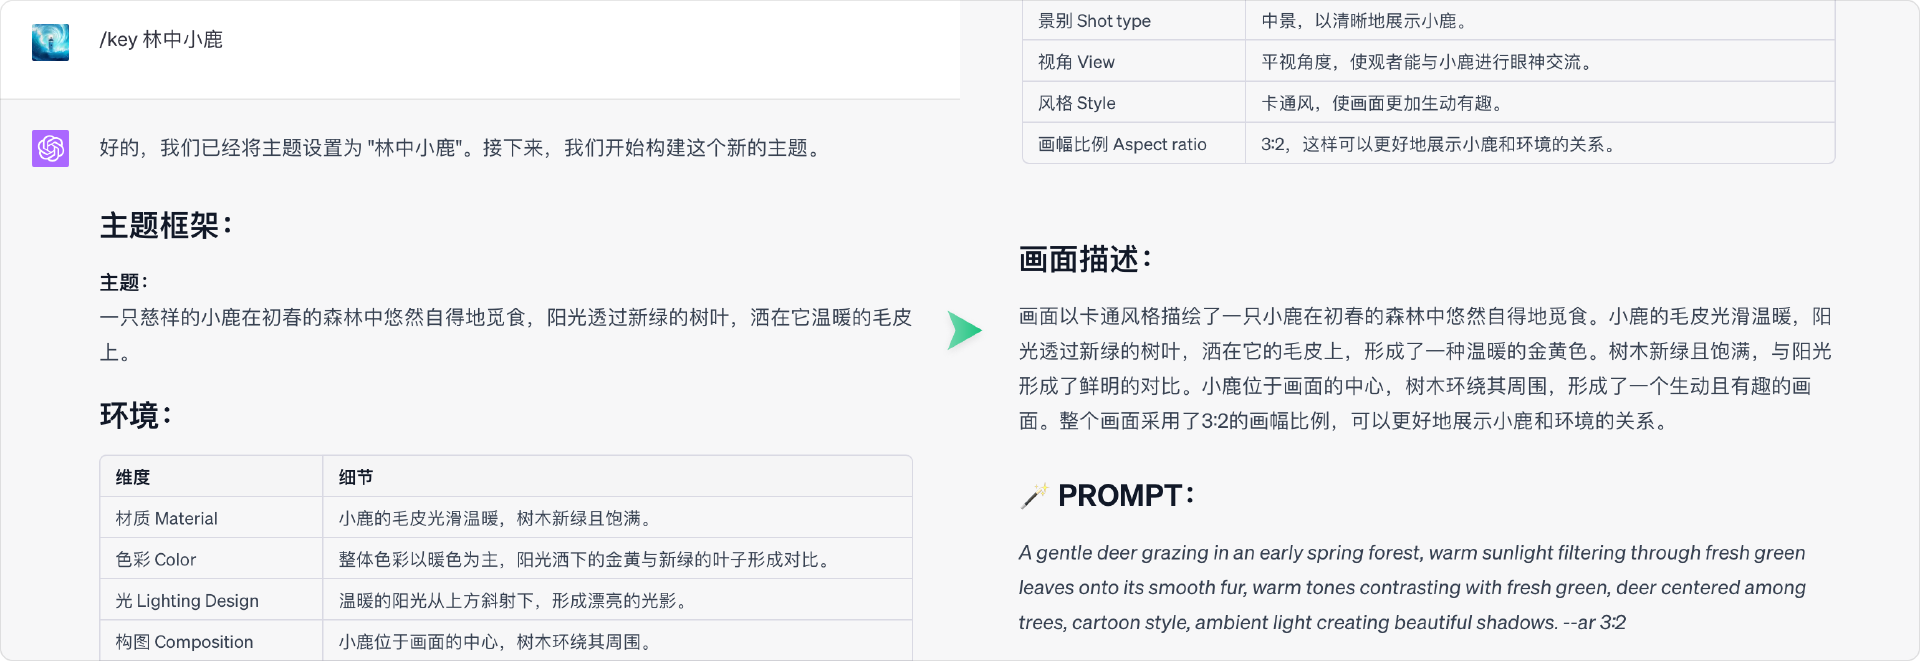 /key 林中小鹿
好的，我们已经将主题设置为 "林中小鹿"。接下来，我们开始构建这个新的主题。
主题框架：
主题：
一只慈祥的小鹿在初春的森林中悠然自得地觅食，阳光透过新绿的树叶，洒在它温暖的毛皮
上。
环境：
维度 细节
材质 Material 小鹿的毛皮光滑温暖，树木新绿且饱满。
色彩 Color 整体色彩以暖色为主，阳光洒下的金黄与新绿的叶子形成对比。
光 Lighting Design 温暖的阳光从上方斜射下，形成漂亮的光影。
构图 Composition 小鹿位于画面的中心，树木环绕其周围。
景别 Shot type 中景，以清晰地展示小鹿。
视角 View 平视角度，使观者能与小鹿进行眼神交流。
风格 Style 卡通风，使画面更加生动有趣。
画幅比例 Aspect ratio 3:2，这样可以更好地展示小鹿和环境的关系。
画面描述：
画面以卡通风格描绘了一只小鹿在初春的森林中悠然自得地觅食。小鹿的毛皮光滑温暖，阳
光透过新绿的树叶，洒在它的毛皮上，形成了一种温暖的金黄色。树木新绿且饱满，与阳光
形成了鲜明的对比。小鹿位于画面的中心，树木环绕其周围，形成了一个生动且有趣的画
面。整个画面采用了3:2的画幅比例，可以更好地展示小鹿和环境的关系。
PROMPT：
A gentle deer grazing in an early spring forest, warm sunlight filtering through fresh green
leaves onto its smooth fur, warm tones contrasting with fresh green, deer centered among
trees, cartoon style, ambient light creating beautiful shadows. --ar 3:2